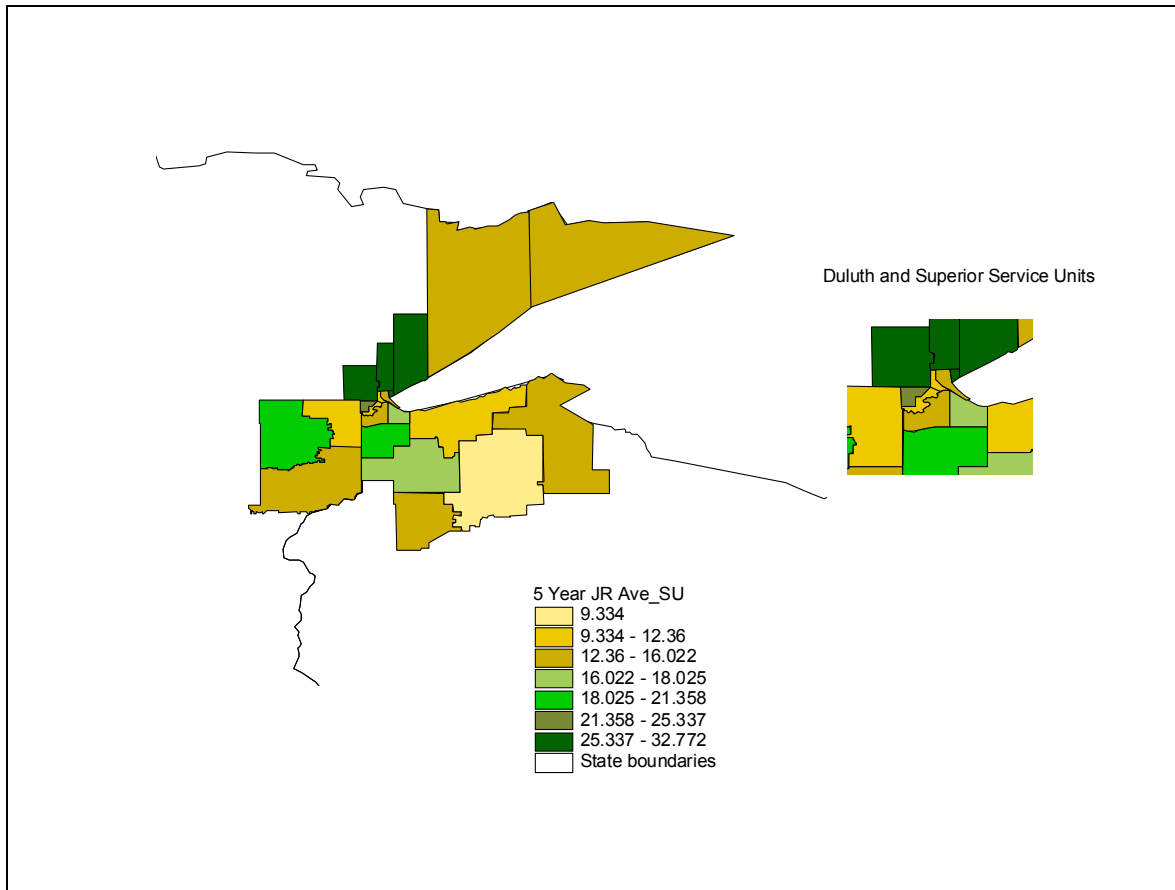 Duluth and Superior Service Units
5 Year JR Ave_SU
9.334
9.334 - 12.36
12.36 - 16.022
16.022 - 18.025
18.025 - 21.358
21.358 - 25.337
25.337 - 32.772
State boundaries